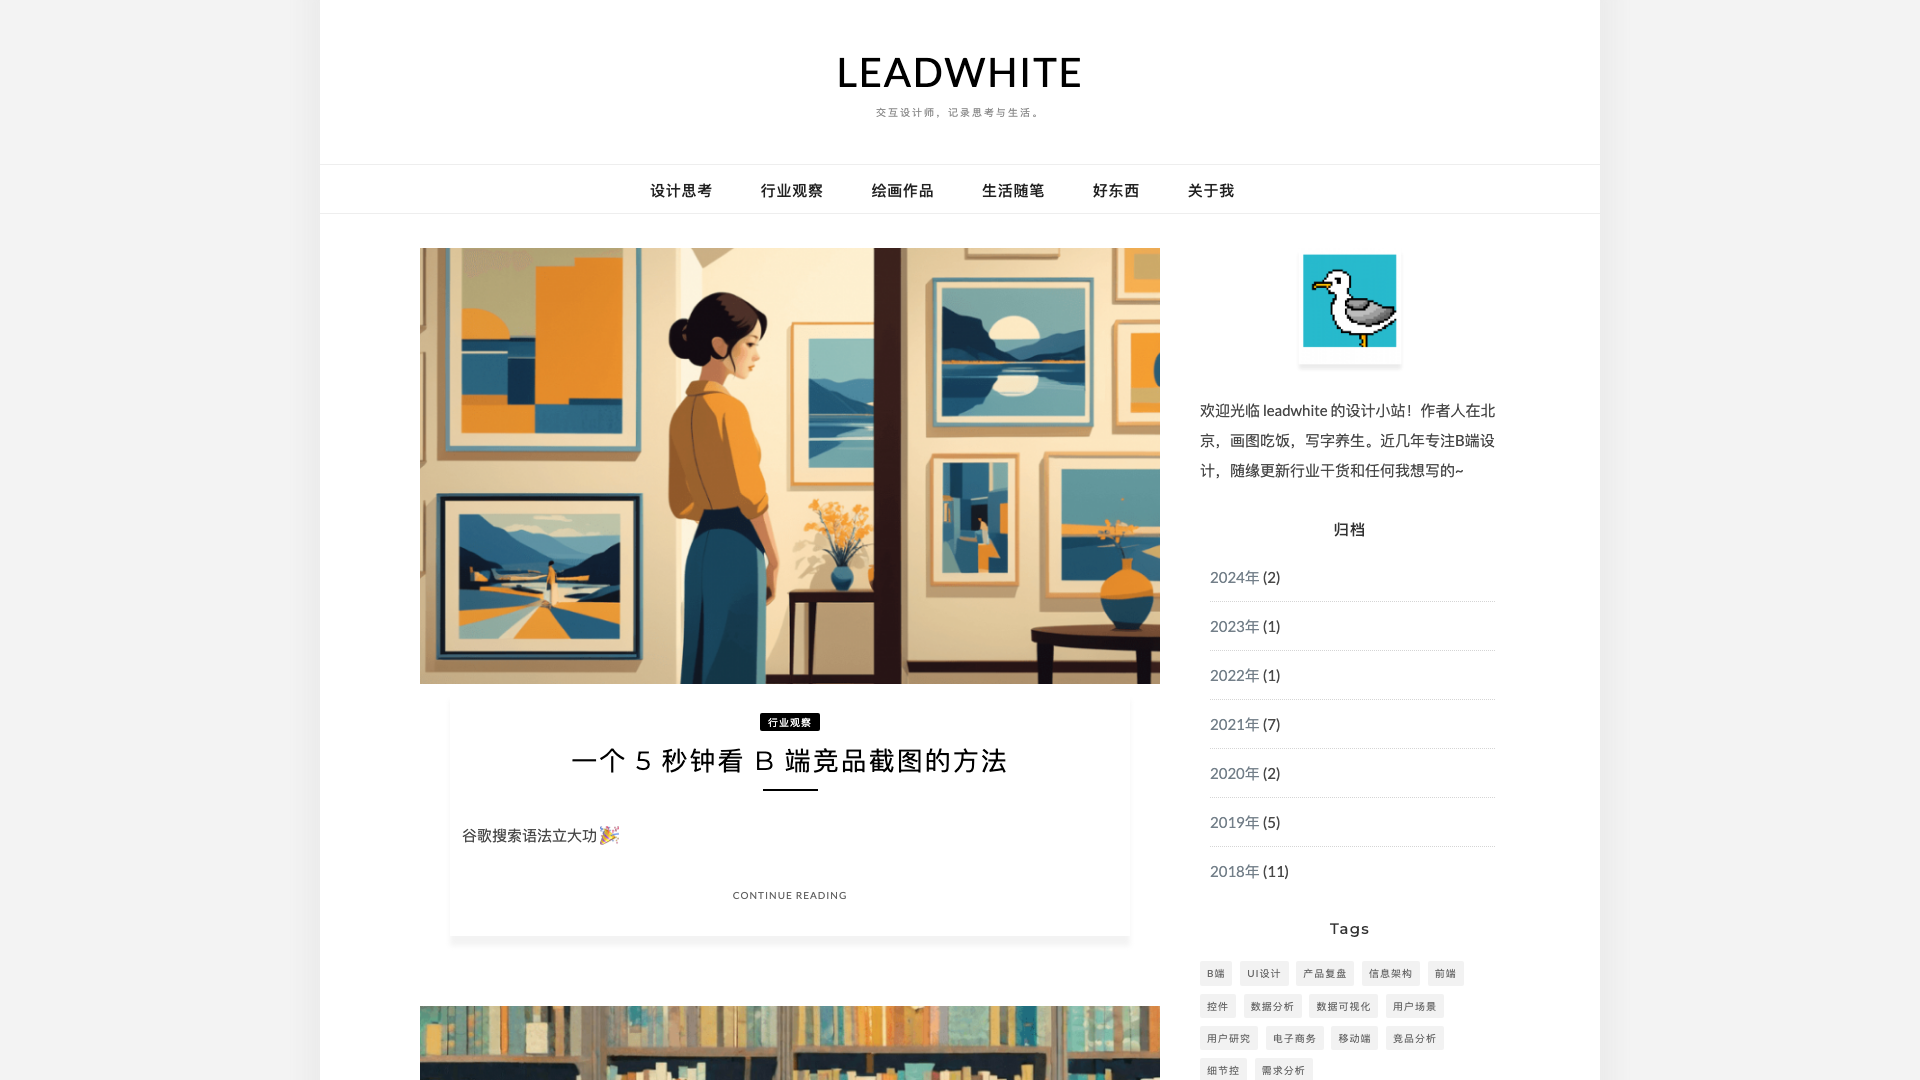 LEADWHITE
交互设计师，记录思考与生活。
设计思考 行业观察 绘画作品 生活随笔 好东西 关于我
行业观察
一个 5 秒钟看 B 端竞品截图的方法
谷歌搜索语法立大功🎉
CONTINUE READING
欢迎光临 leadwhite 的设计小站！作者人在北
京，画图吃饭，写字养生。近几年专注B端设
计，随缘更新行业干货和任何我想写的~
归档
2024年 (2)
2023年 (1)
2022年 (1)
2021年 (7)
2020年 (2)
2019年 (5)
2018年 (11)
Tags
B端 UI设计 产品复盘 信息架构 前端
控件 数据分析 数据可视化 用户场景
用户研究 电子商务 移动端 竞品分析
细节控 需求分析